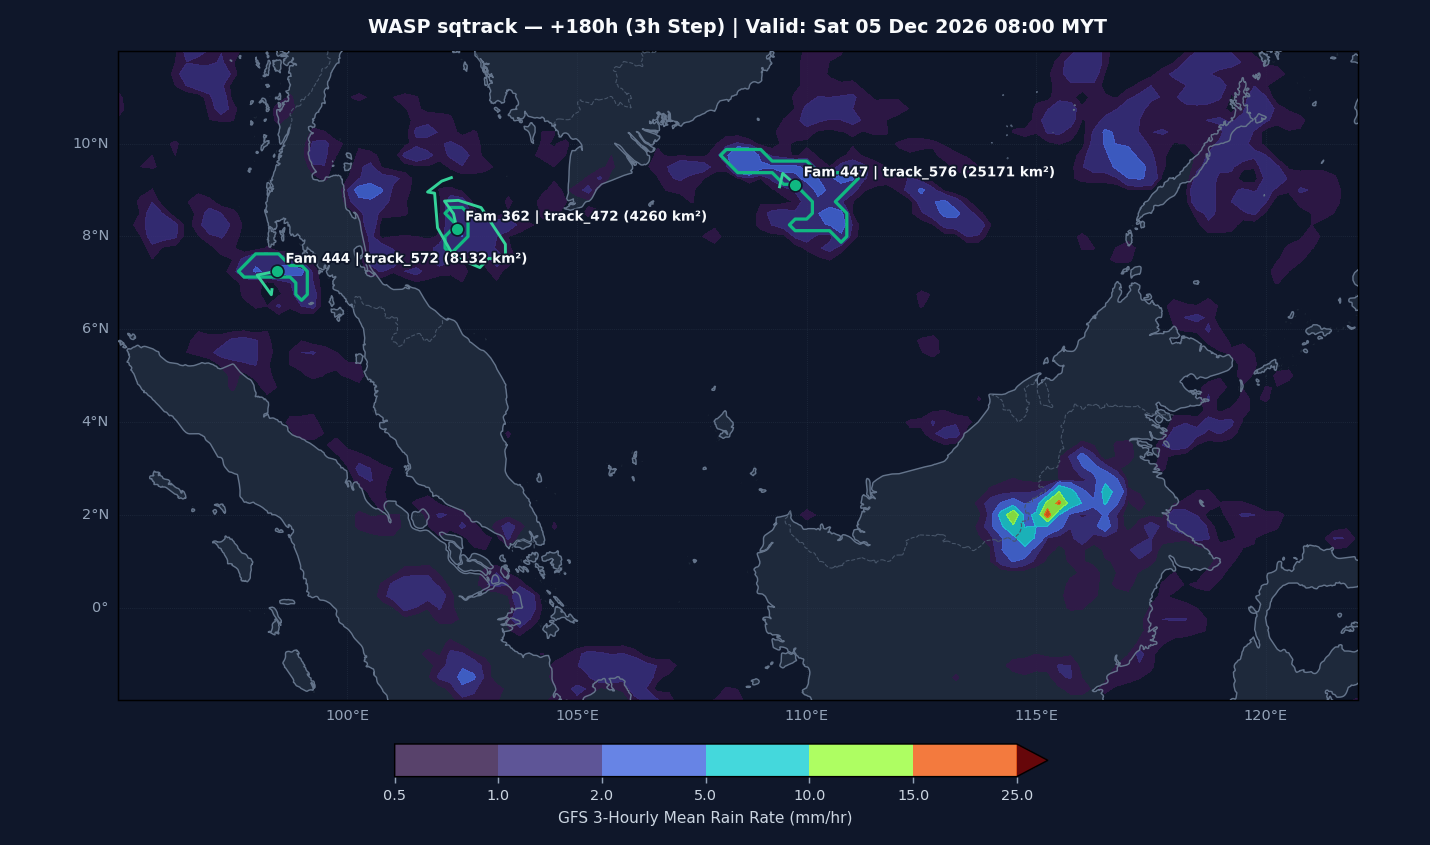 WASP sqtrack — +180h (3h Step) | Valid: Sat 05 Dec 2026 08:00 MYT
10°N
8°N
6°N
4°N
2°N
0°
Fam 447 | track_576 (25171 km²)
Fam 362 | track_472 (4260 km²)
Fam 444 | track_572 (8132 km²)
100°E 105°E 110°E 115°E 120°E
0.5 1.0 2.0 5.0 10.0 15.0 25.0
GFS 3-Hourly Mean Rain Rate (mm/hr)